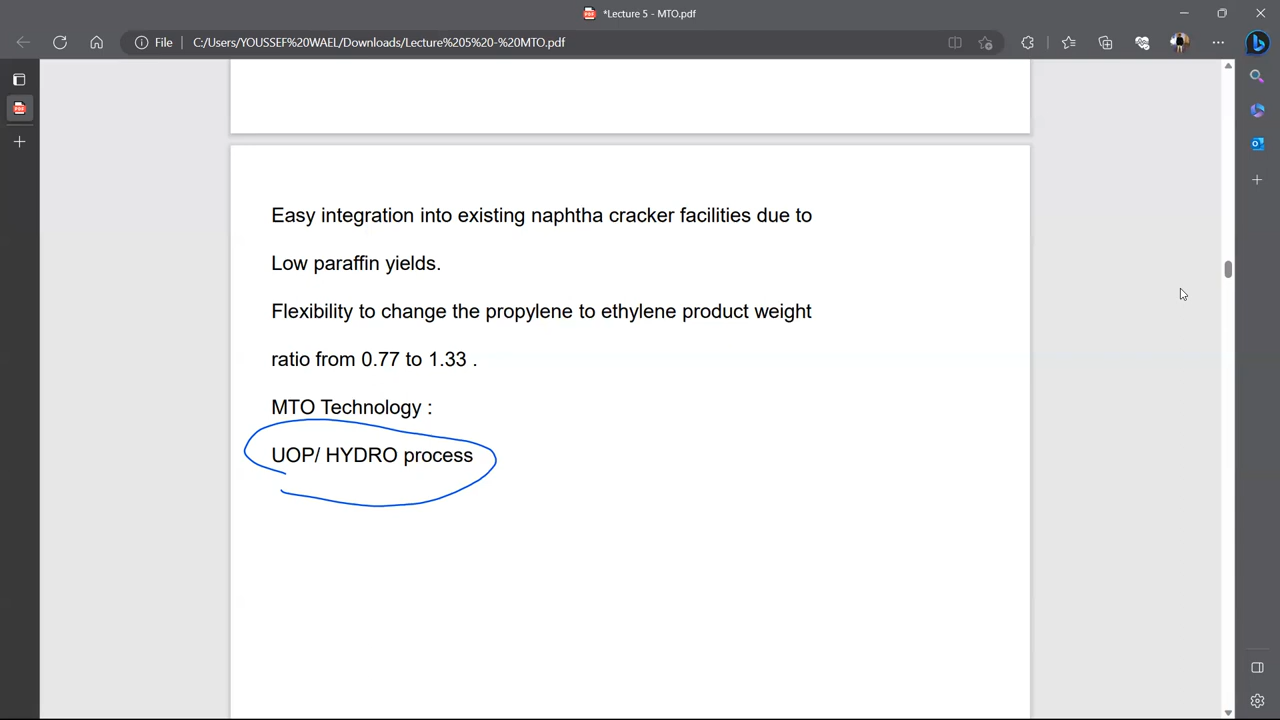 *Lecture 5 - MTO.pdf
File
C:/Users/YOUSSEF%20WAEL/Downloads/Lecture%205%20-%20MTO.pdf
Easy integration into existing naphtha cracker facilities due to
Low paraffin yields.
Flexibility to change the propylene to ethylene product weight
ratio from 0.77 to 1.33 .
MTO Technology :
UOP/ HYDRO process